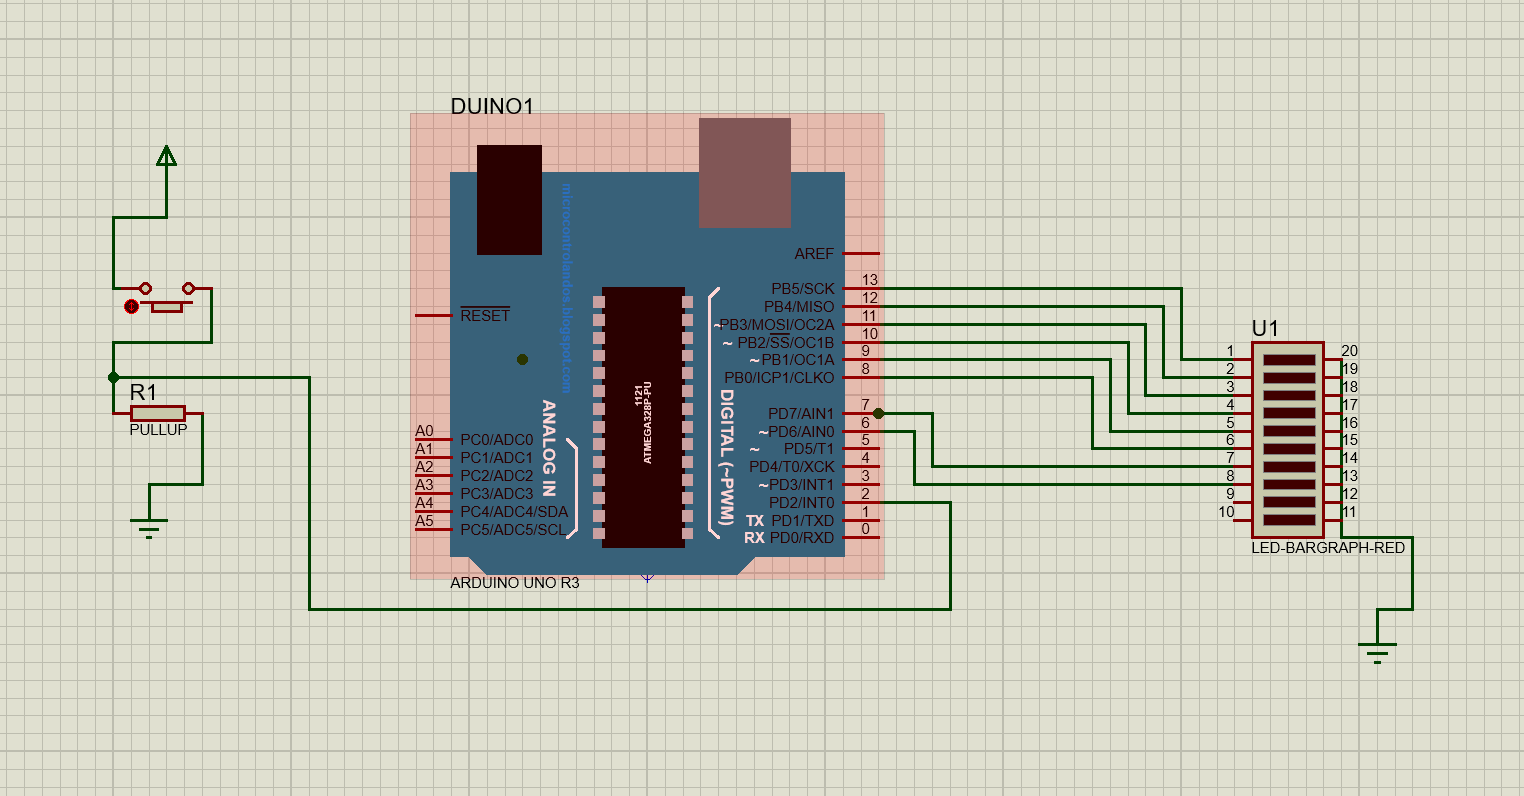 DUINO1
microcontrolandos.blogspot.com
AREF
13
PB5/SCK
12
PB4/MISO
11
~PB3/MOSI/OC2A
10
~ PB2/SS/OC1B
9
~ PB1/OC1A
8
PB0/ICP1/CLKO
7
PD7/AIN1
6
~PD6/AIN0
5
~ PD5/T1
4
PD4/T0/XCK
3
~PD3/INT1
2
PD2/INT0
1
TX PD1/TXD
0
RX PD0/RXD
DIGITAL (~PWM)
1121
ATMEGA328P-PU
RESET
ANALOG IN
A0 PC0/ADC0
A1 PC1/ADC1
A2 PC2/ADC2
A3 PC3/ADC3
A4 PC4/ADC4/SDA
A5 PC5/ADC5/SCL
ARDUINO UNO R3
R1
PULLUP
U1
1 20
2 19
3 18
4 17
5 16
6 15
7 14
8 13
9 12
10 11
LED-BARGRAPH-RED